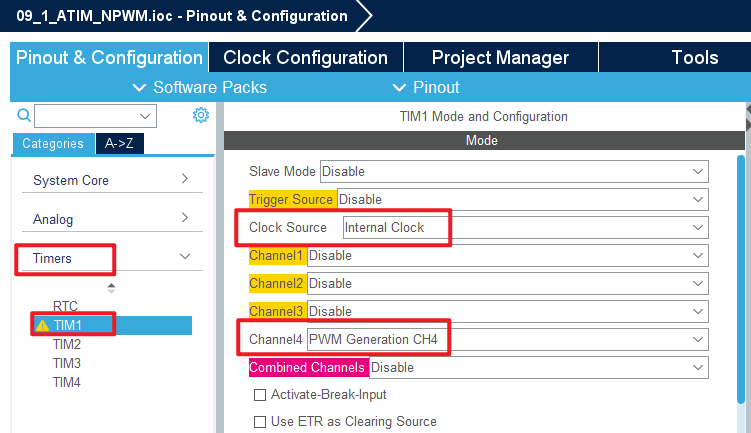 09_1_ATIM_NPWM.ioc - Pinout & Configuration
Pinout & Configuration Clock Configuration Project Manager Tools
Software Packs Pinout
TIM1 Mode and Configuration
Categories A->Z
Mode
System Core
Analog
Timers
RTC
TIM1
TIM2
TIM3
TIM4
Slave Mode Disable
Trigger Source Disable
Clock Source Internal Clock
Channel1 Disable
Channel2 Disable
Channel3 Disable
Channel4 PWM Generation CH4
Combined Channels Disable
Activate-Break-Input
Use ETR as Clearing Source